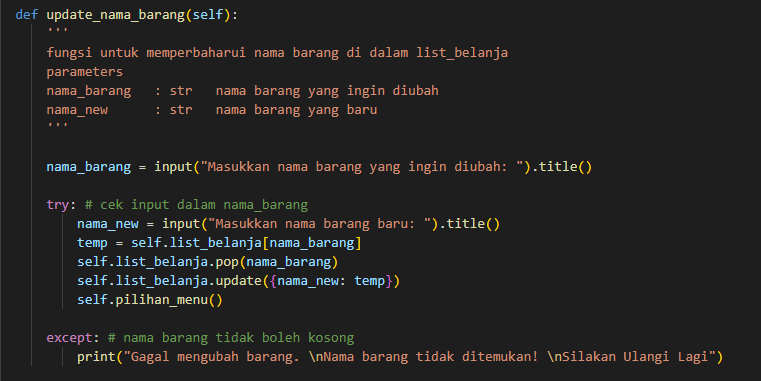 def update_nama_barang(self):
'''
fungsi untuk memperbaharui nama barang di dalam list_belanja
parameters
nama_barang   : str   nama barang yang ingin diubah
nama_new      : str   nama barang yang baru
'''
nama_barang = input("Masukkan nama barang yang ingin diubah: ").title()
try: # cek input dalam nama_barang
nama_new = input("Masukkan nama barang baru: ").title()
temp = self.list_belanja[nama_barang]
self.list_belanja.pop(nama_barang)
self.list_belanja.update({nama_new: temp})
self.pilihan_menu()
except: # nama barang tidak boleh kosong
print("Gagal mengubah barang. \nNama barang tidak ditemukan! \nSilakan Ulangi Lagi")